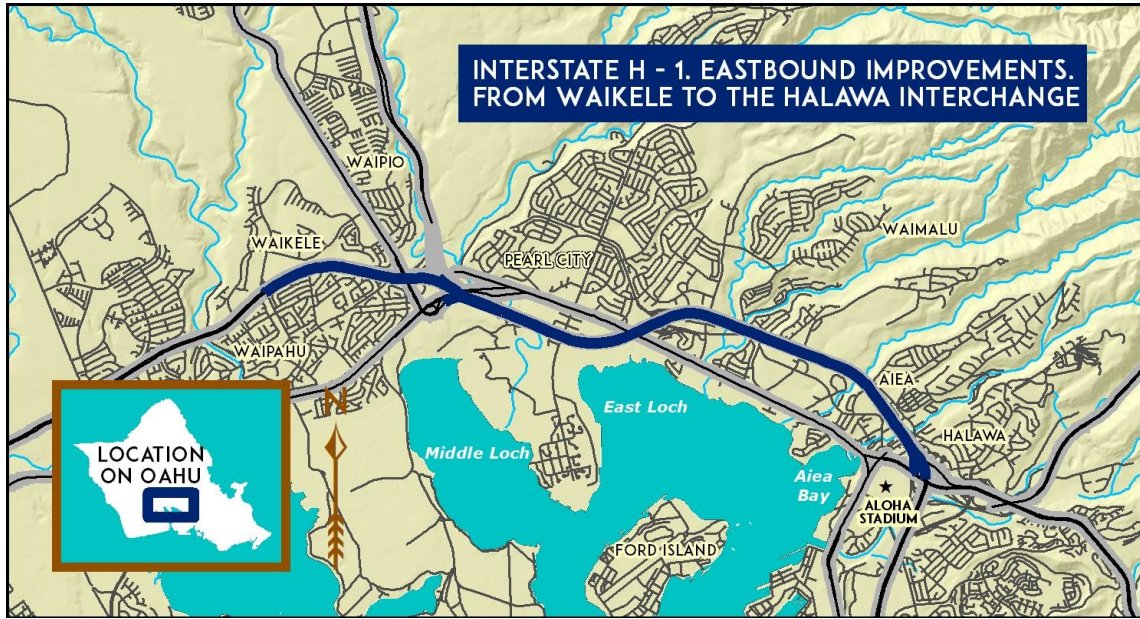 INTERSTATE H - 1. EASTBOUND IMPROVEMENTS.
FROM WAIKELE TO THE HALAWA INTERCHANGE
WAIPIO
WAIKELE
PEARL CITY
WAIMALU
WAIPAHU
AIEA
N
East Loch
HALAWA
Middle Loch
LOCATION
ON OAHU
Aiea
Bay
ALOHA
STADIUM
FORD ISLAND